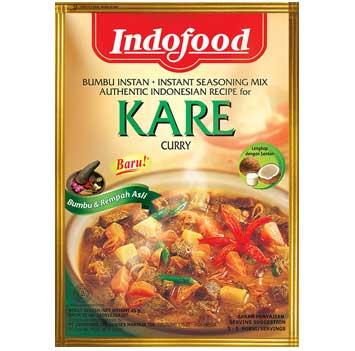 Indofood
BUMBU INSTAN • INSTANT SEASONING MIX
AUTHENTIC INDONESIAN RECIPE for
KARE
CURRY
Lengkap
dengan Santan
Baru!
Bumbu & Rempah Asli
SARAN PENYAJIAN
SERVING SUGGESTION